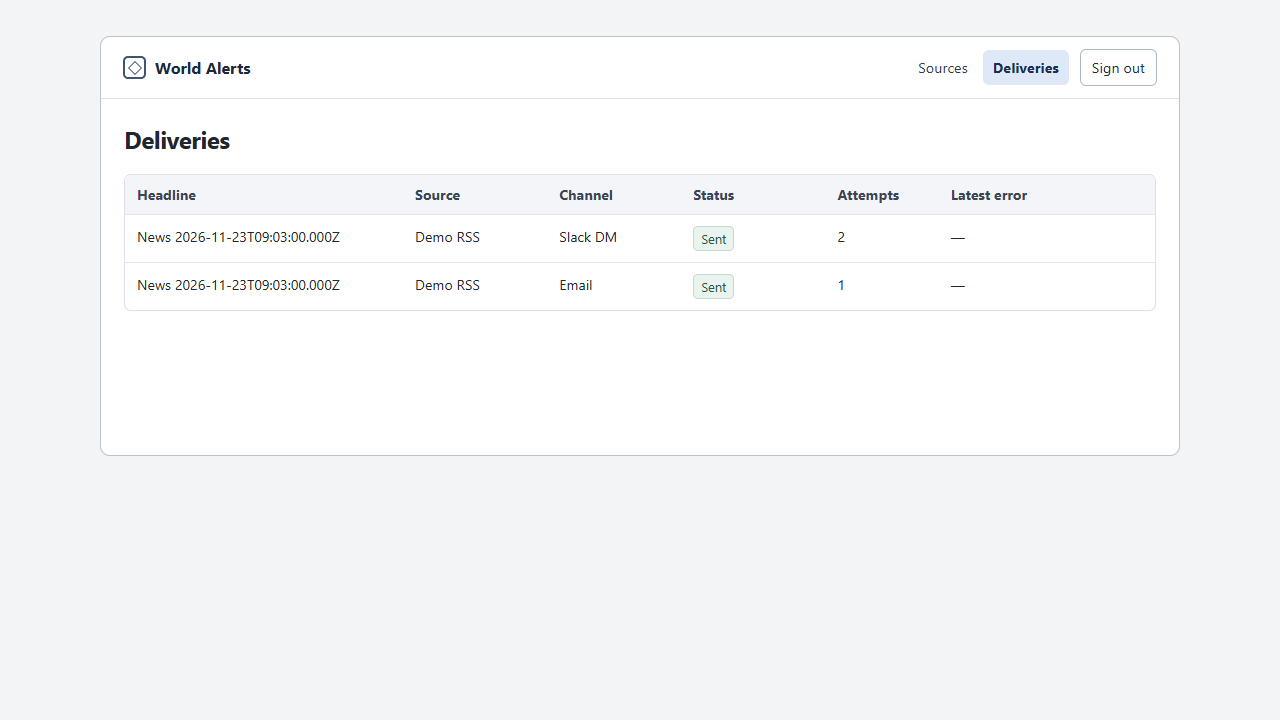 World Alerts Sources Deliveries Sign out
Deliveries
Headline Source Channel Status Attempts Latest error
News 2026-11-23T09:03:00.000Z Demo RSS Slack DM Sent 2 —
News 2026-11-23T09:03:00.000Z Demo RSS Email Sent 1 —